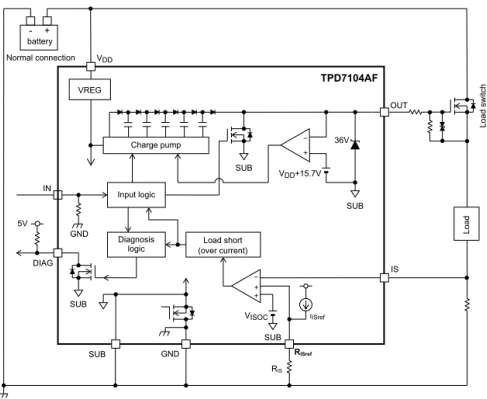 - +
battery
Normal connection
VDD
TPD7104AF
VREG
OUT
Load switch
Charge pump
36V
SUB
VDD+15.7V
SUB
IN
Input logic
GND
5V
Diagnosis logic
Load short (over current)
Load
DIAG
IS
SUB
VISOC
IISref
SUB
SUB
GND
RISref
RIS